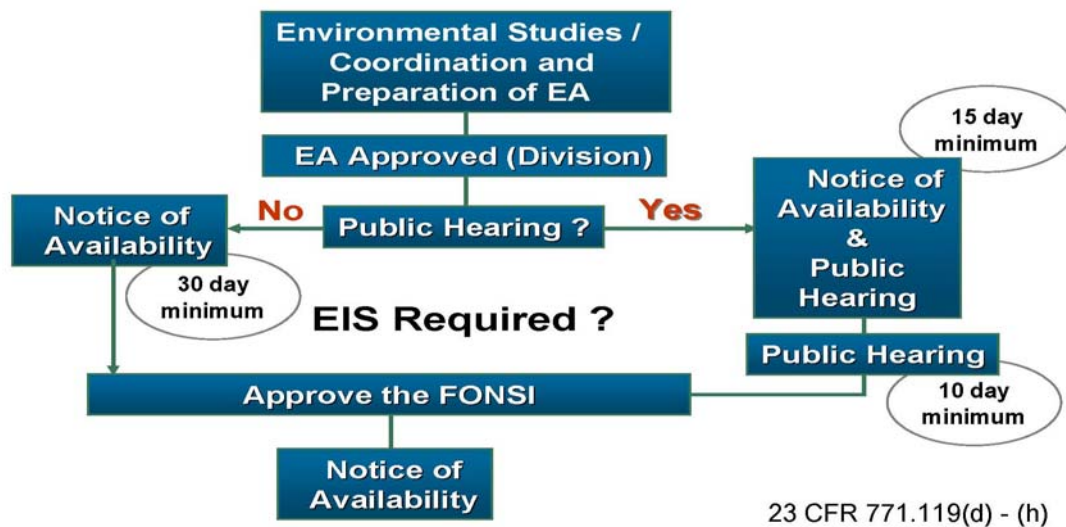 Environmental Studies /
Coordination and
Preparation of EA
15 day
minimum
EA Approved (Division)
Notice of
Availability
No
Public Hearing ?
Yes
Notice of
Availability
&
Public
Hearing
30 day
minimum
EIS Required ?
Public Hearing
Approve the FONSI
10 day
minimum
Notice of
Availability
23 CFR 771.119(d) - (h)